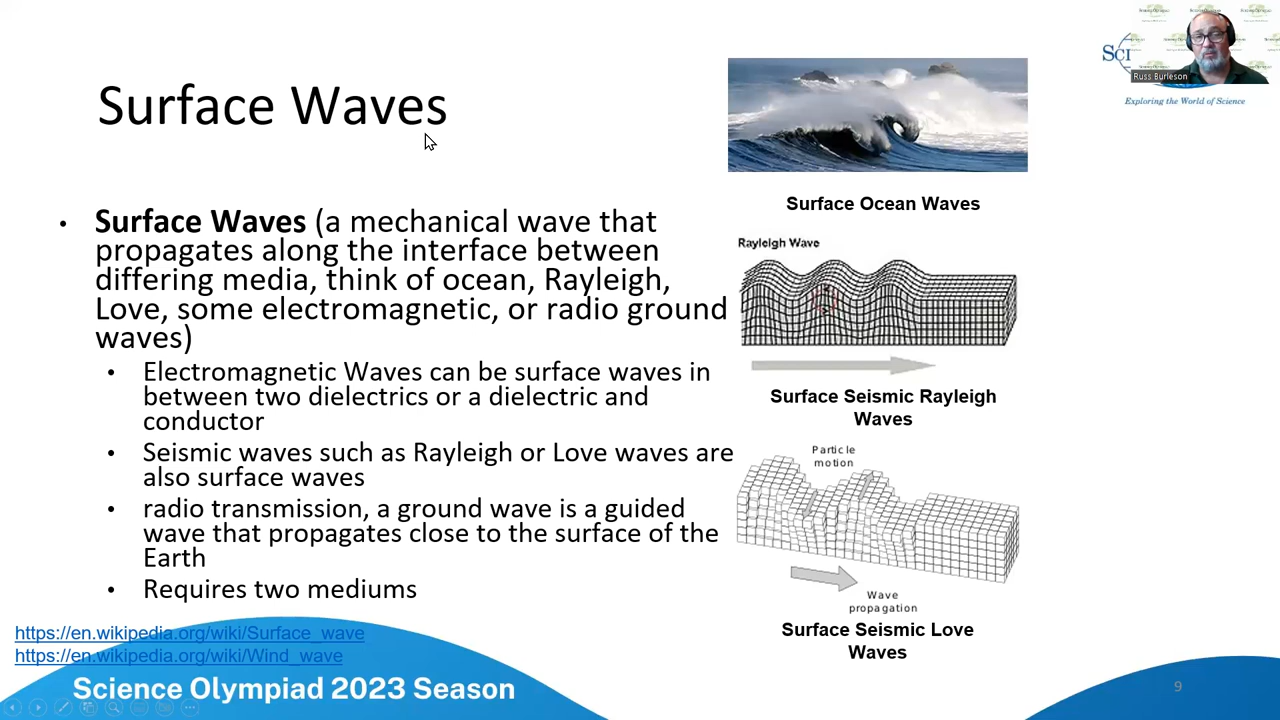 Surface Waves
• Surface Waves (a mechanical wave that
propagates along the interface between
differing media, think of ocean, Rayleigh,
Love, some electromagnetic, or radio ground
waves)
• Electromagnetic Waves can be surface waves in
between two dielectrics or a dielectric and
conductor
• Seismic waves such as Rayleigh or Love waves are
also surface waves
• radio transmission, a ground wave is a guided
wave that propagates close to the surface of the
Earth
• Requires two mediums
https://en.wikipedia.org/wiki/Surface_wave
https://en.wikipedia.org/wiki/Wind_wave
Science Olympiad 2023 Season
Surface Ocean Waves
Rayleigh Wave
Surface Seismic Rayleigh
Waves
Particle
motion
Wave
propagation
Surface Seismic Love
Waves
Russ Burleson
Exploring the World of Science
9